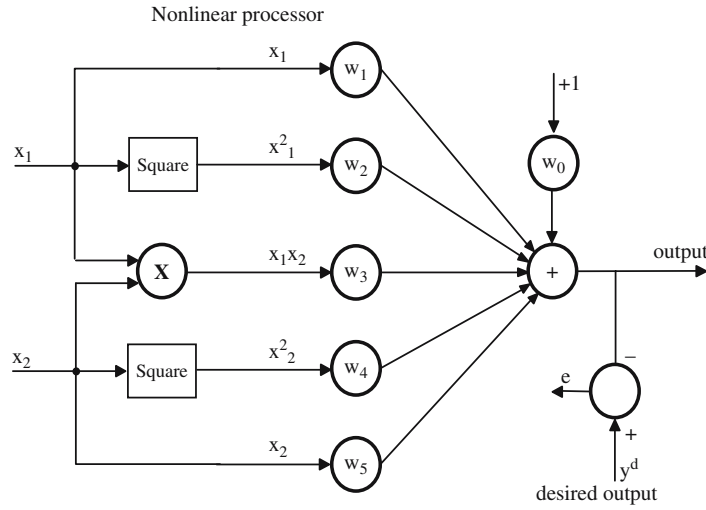 Nonlinear processor
x₁
w₁
+1
x₁
Square
x²₁
w₂
w₀
X
x₁x₂
w₃
+
output
x₂
Square
x²₂
w₄
e
−
+
x₂
w₅
yᵈ
desired output